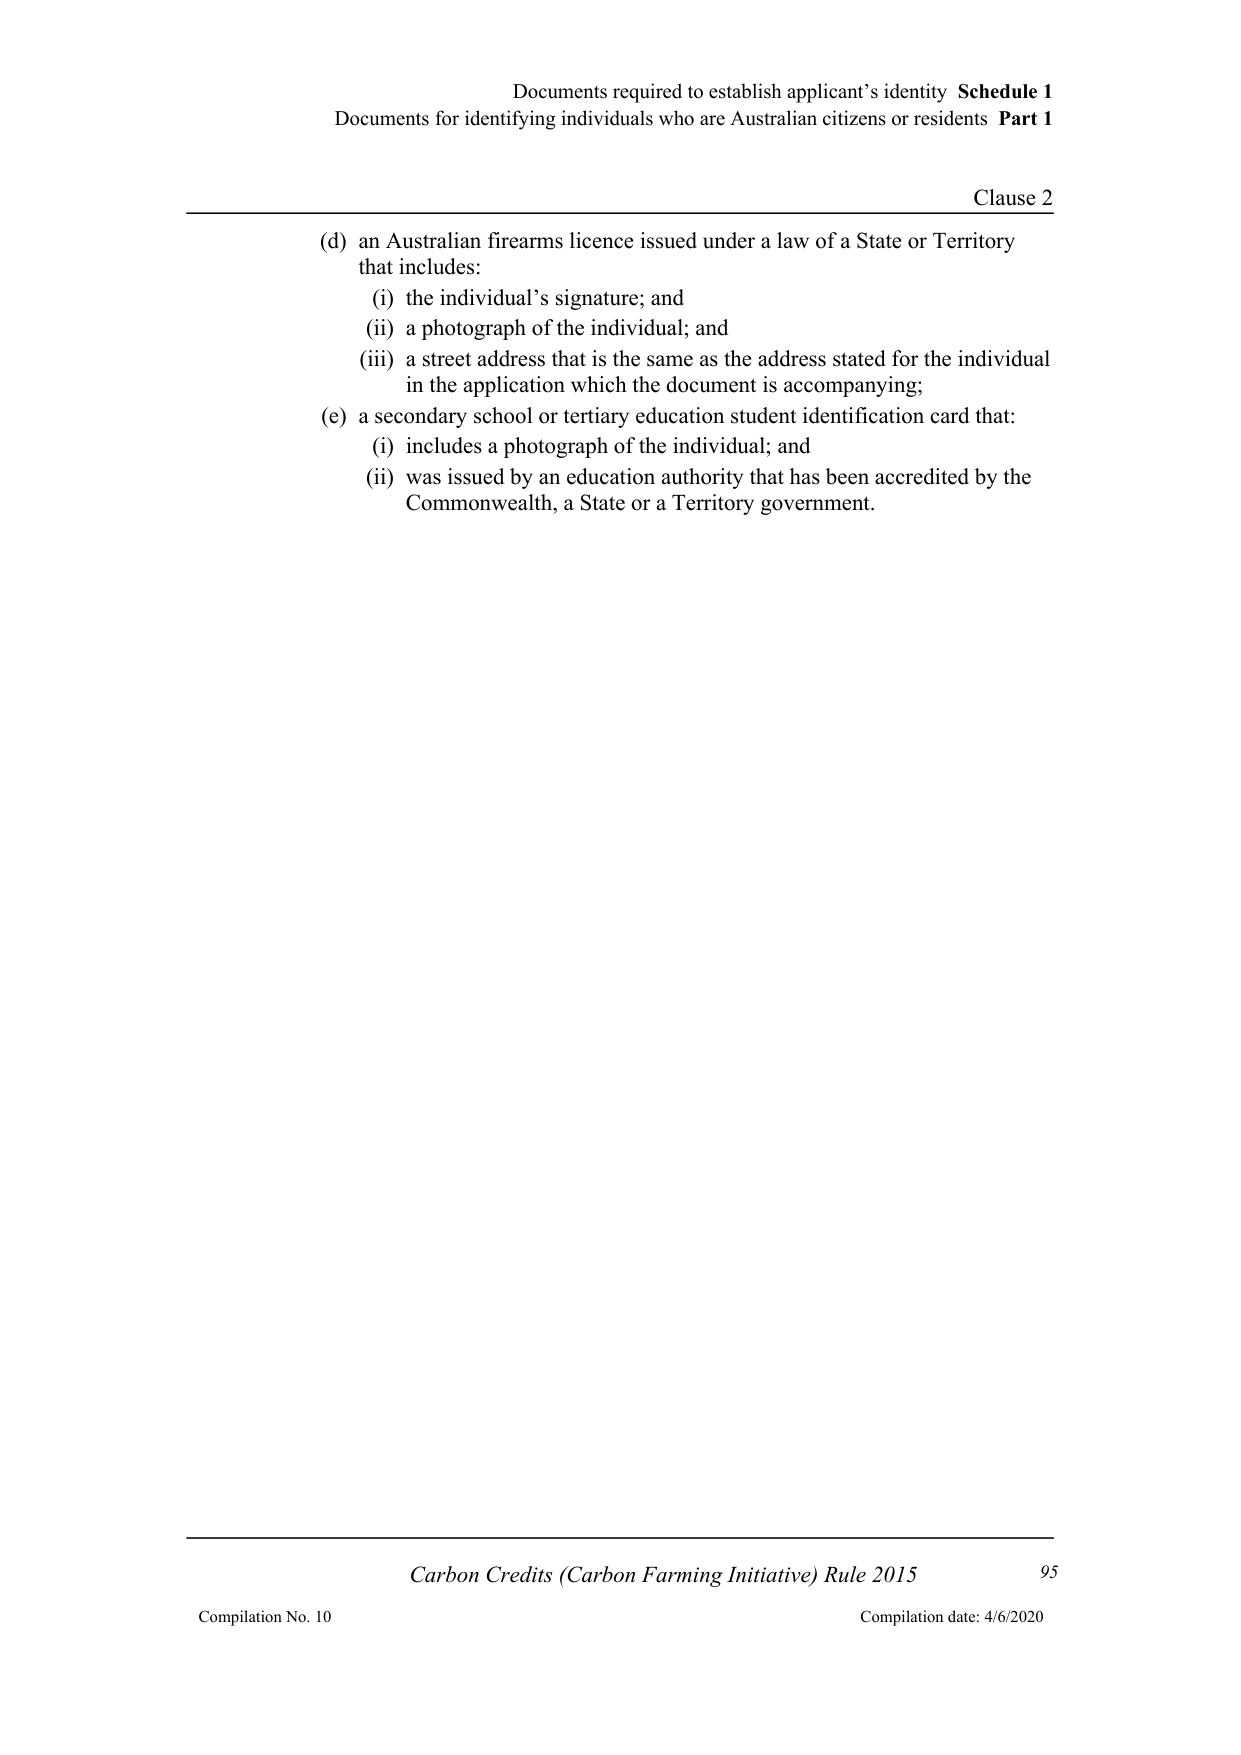 Documents required to establish applicant’s identity Schedule 1
Documents for identifying individuals who are Australian citizens or residents Part 1
Clause 2
(d) an Australian firearms licence issued under a law of a State or Territory
that includes:
(i) the individual’s signature; and
(ii) a photograph of the individual; and
(iii) a street address that is the same as the address stated for the individual
in the application which the document is accompanying;
(e) a secondary school or tertiary education student identification card that:
(i) includes a photograph of the individual; and
(ii) was issued by an education authority that has been accredited by the
Commonwealth, a State or a Territory government.
Carbon Credits (Carbon Farming Initiative) Rule 2015 95
Compilation No. 10 Compilation date: 4/6/2020